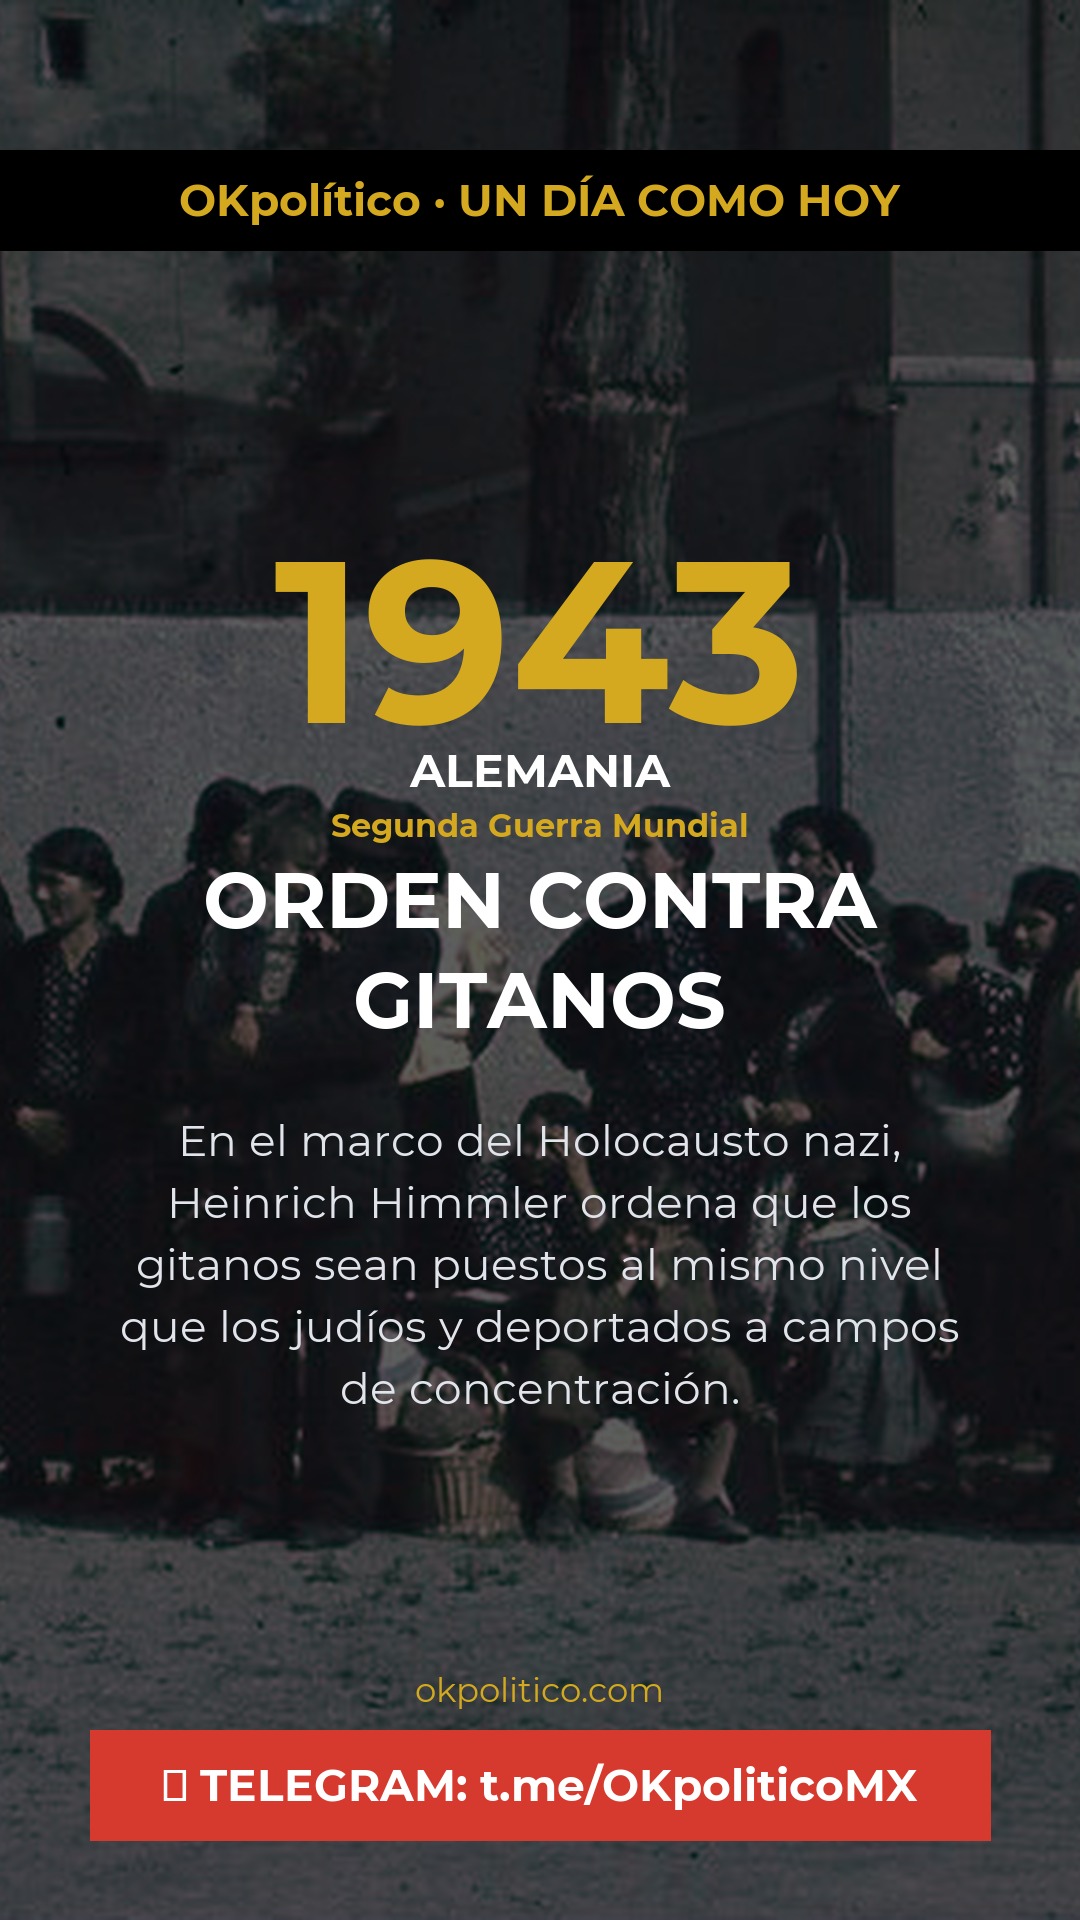 OKpolítico · UN DÍA COMO HOY
1943
ALEMANIA
Segunda Guerra Mundial
ORDEN CONTRA
GITANOS
En el marco del Holocausto nazi,
Heinrich Himmler ordena que los
gitanos sean puestos al mismo nivel
que los judíos y deportados a campos
de concentración.
okpolitico.com
TELEGRAM: t.me/OKpoliticoMX